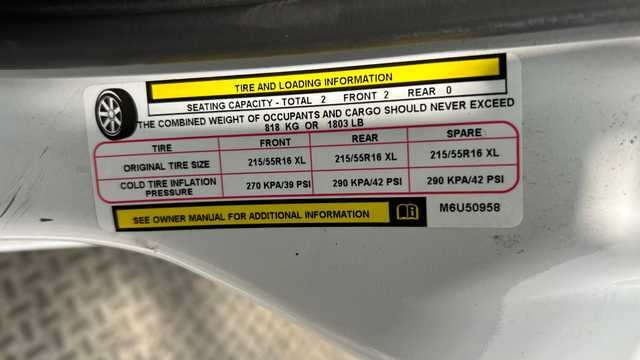 TIRE AND LOADING INFORMATION
SEATING CAPACITY - TOTAL 2 FRONT 2 REAR 0
THE COMBINED WEIGHT OF OCCUPANTS AND CARGO SHOULD NEVER EXCEED
818 KG OR 1803 LB
TIRE FRONT REAR SPARE
ORIGINAL TIRE SIZE 215/55R16 XL 215/55R16 XL 215/55R16 XL
COLD TIRE INFLATION
PRESSURE 270 KPA/39 PSI 290 KPA/42 PSI 290 KPA/42 PSI
SEE OWNER MANUAL FOR ADDITIONAL INFORMATION M6U50958